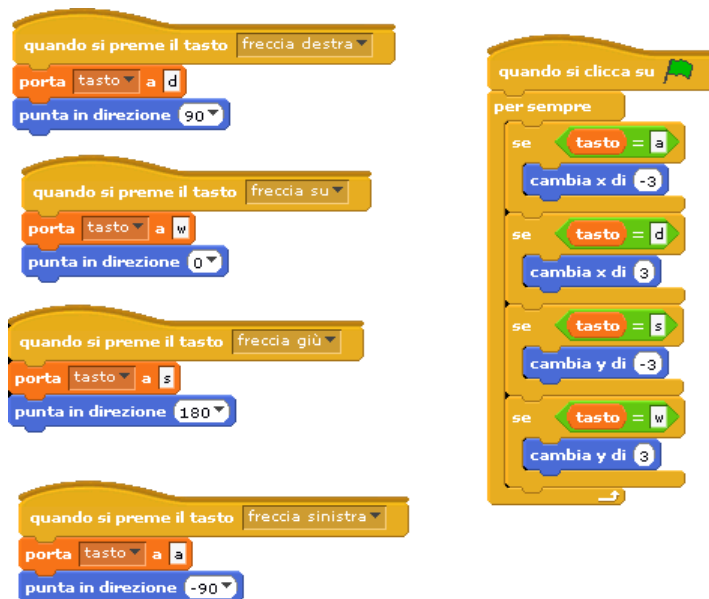 quando si preme il tasto freccia destra
porta tasto a d
punta in direzione 90
quando si preme il tasto freccia su
porta tasto a w
punta in direzione 0
quando si preme il tasto freccia giù
porta tasto a s
punta in direzione 180
quando si preme il tasto freccia sinistra
porta tasto a a
punta in direzione -90
quando si clicca su
per sempre
se tasto = a
cambia x di -3
se tasto = d
cambia x di 3
se tasto = s
cambia y di -3
se tasto = w
cambia y di 3